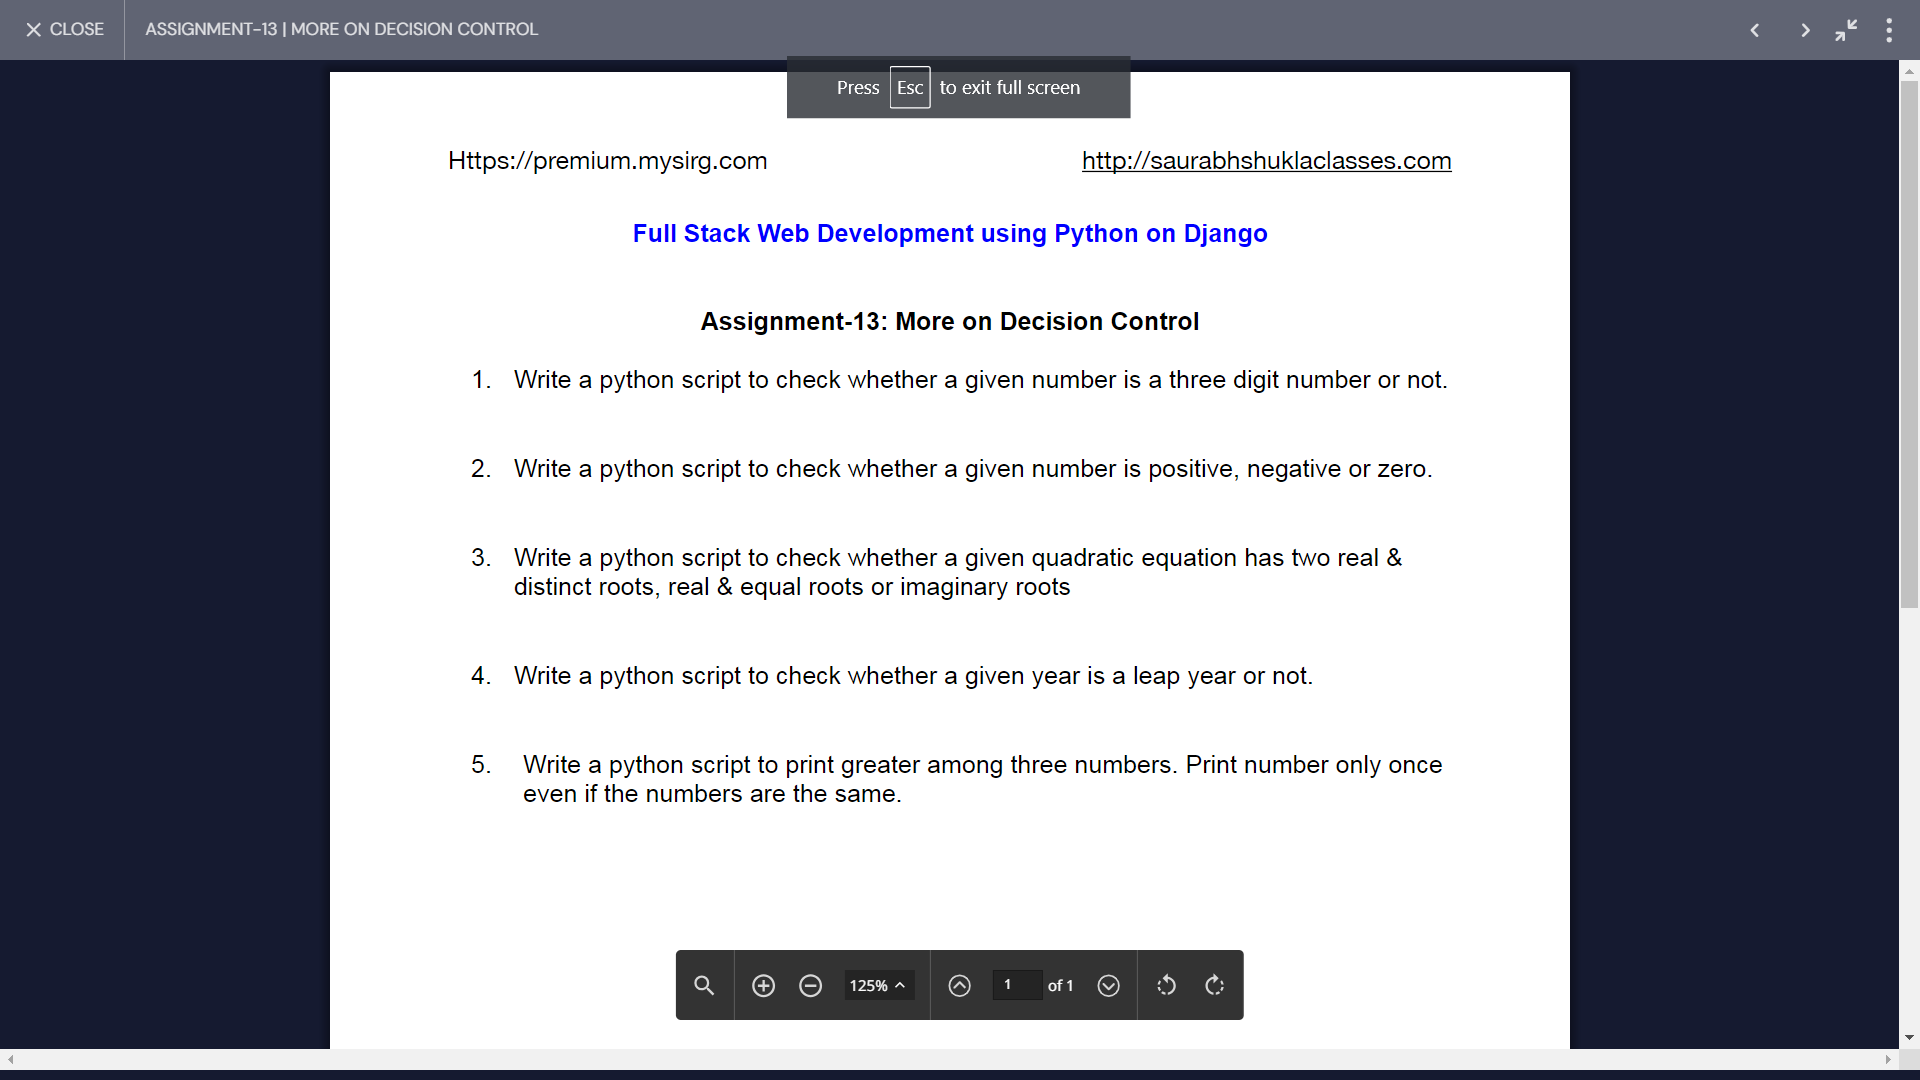 CLOSE
ASSIGNMENT-13 | MORE ON DECISION CONTROL
Press Esc to exit full screen
Https://premium.mysirg.com
http://saurabhshuklaclasses.com
Full Stack Web Development using Python on Django
Assignment-13: More on Decision Control
1. Write a python script to check whether a given number is a three digit number or not.
2. Write a python script to check whether a given number is positive, negative or zero.
3. Write a python script to check whether a given quadratic equation has two real &
distinct roots, real & equal roots or imaginary roots
4. Write a python script to check whether a given year is a leap year or not.
5. Write a python script to print greater among three numbers. Print number only once
even if the numbers are the same.
125%
1 of 1